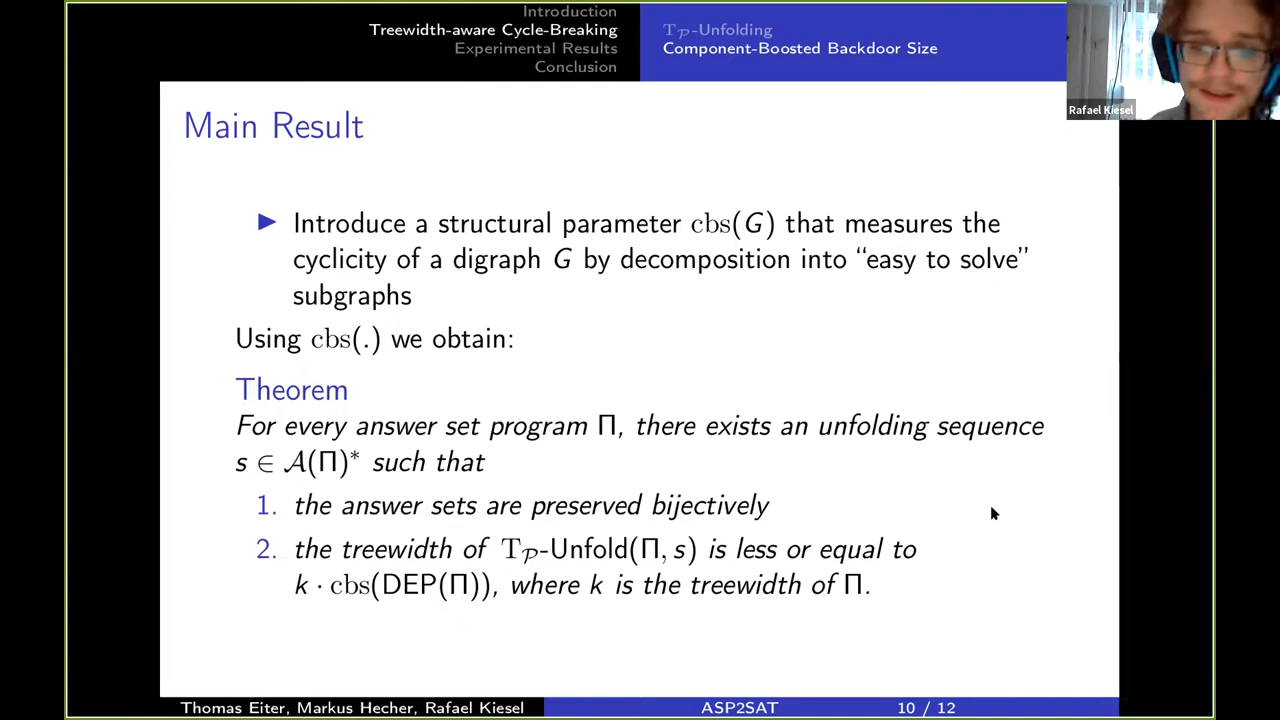 Introduction
Treewidth-aware Cycle-Breaking
Experimental Results
Conclusion
T𝒫-Unfolding
Component-Boosted Backdoor Size
Rafael Kiesel
Main Result
Introduce a structural parameter cbs(G) that measures the
cyclicity of a digraph G by decomposition into “easy to solve”
subgraphs
Using cbs(.) we obtain:
Theorem
For every answer set program Π, there exists an unfolding sequence
s ∈ 𝒜(Π)* such that
1. the answer sets are preserved bijectively
2. the treewidth of T𝒫-Unfold(Π, s) is less or equal to
k · cbs(DEP(Π)), where k is the treewidth of Π.
Thomas Eiter, Markus Hecher, Rafael Kiesel
ASP2SAT
10 / 12